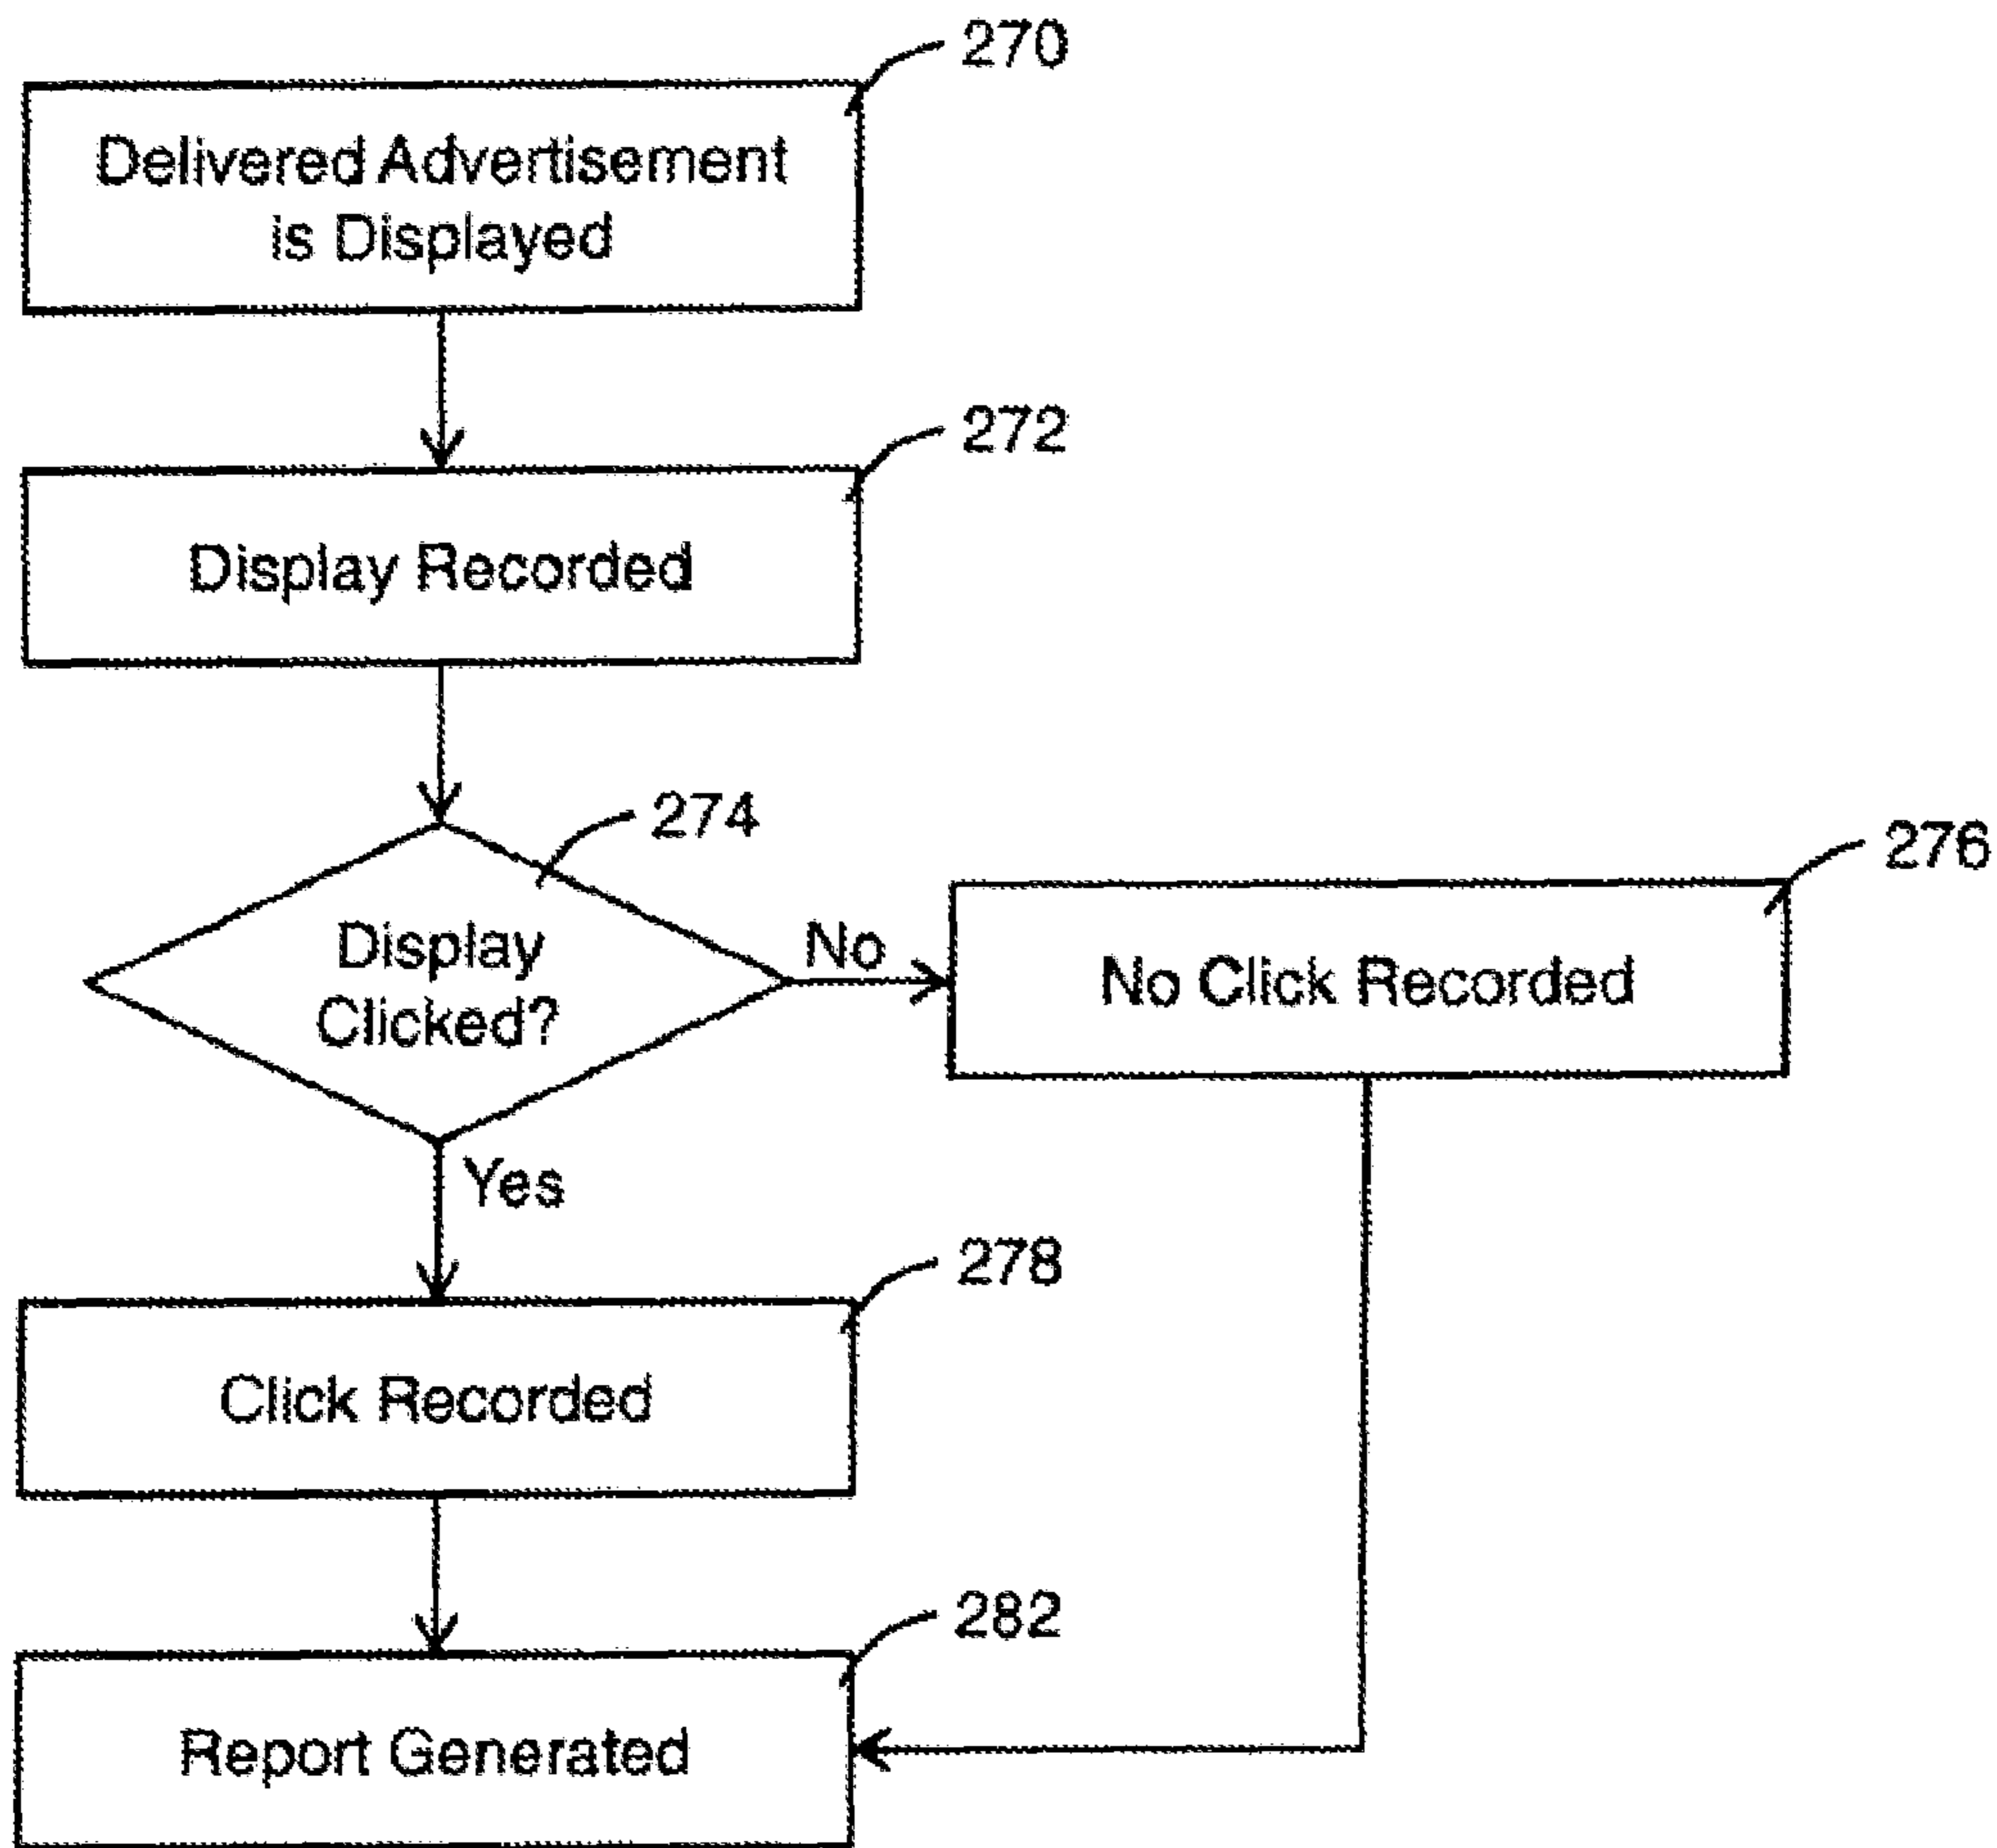 270
Delivered Advertisement
is Displayed
272
Display Recorded
274
Display
Clicked?
No
276
No Click Recorded
Yes
278
Click Recorded
282
Report Generated